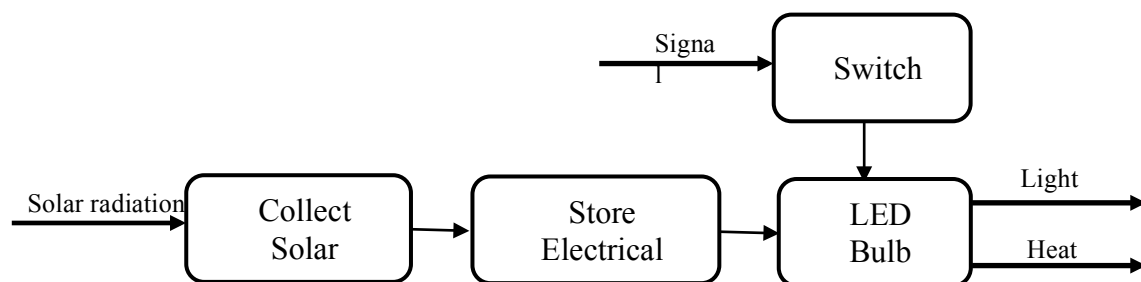 Signa
l
Switch
Solar radiation
Collect
Solar
Store
Electrical
LED
Bulb
Light
Heat